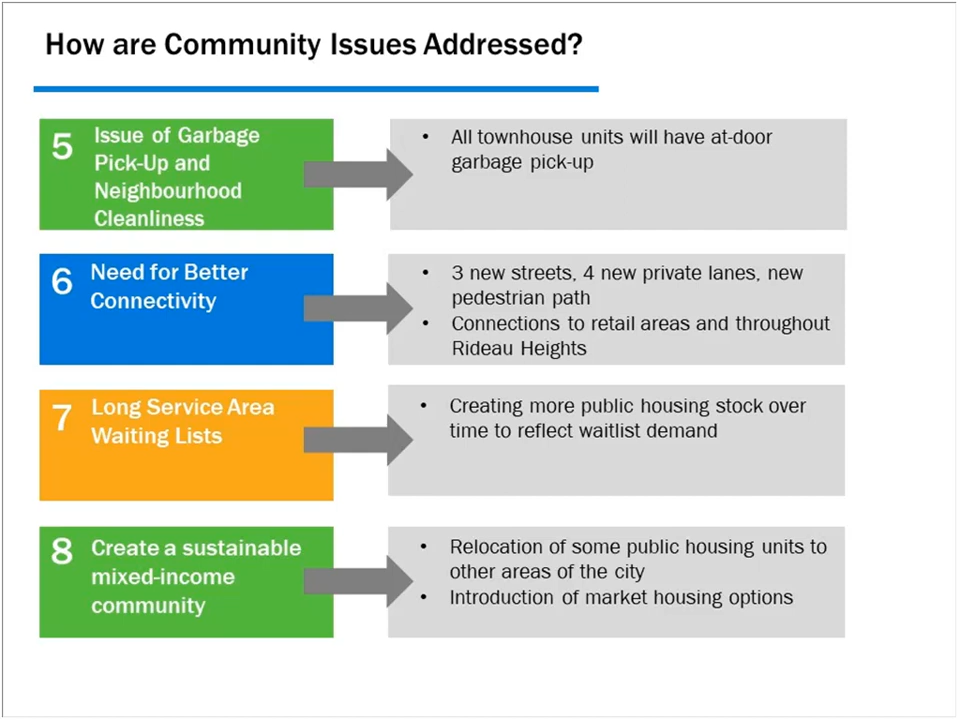 How are Community Issues Addressed?
5
Issue of Garbage
Pick-Up and
Neighbourhood
Cleanliness
• All townhouse units will have at-door
garbage pick-up
6
Need for Better
Connectivity
• 3 new streets, 4 new private lanes, new
pedestrian path
• Connections to retail areas and throughout
Rideau Heights
7
Long Service Area
Waiting Lists
• Creating more public housing stock over
time to reflect waitlist demand
8
Create a sustainable
mixed-income
community
• Relocation of some public housing units to
other areas of the city
• Introduction of market housing options